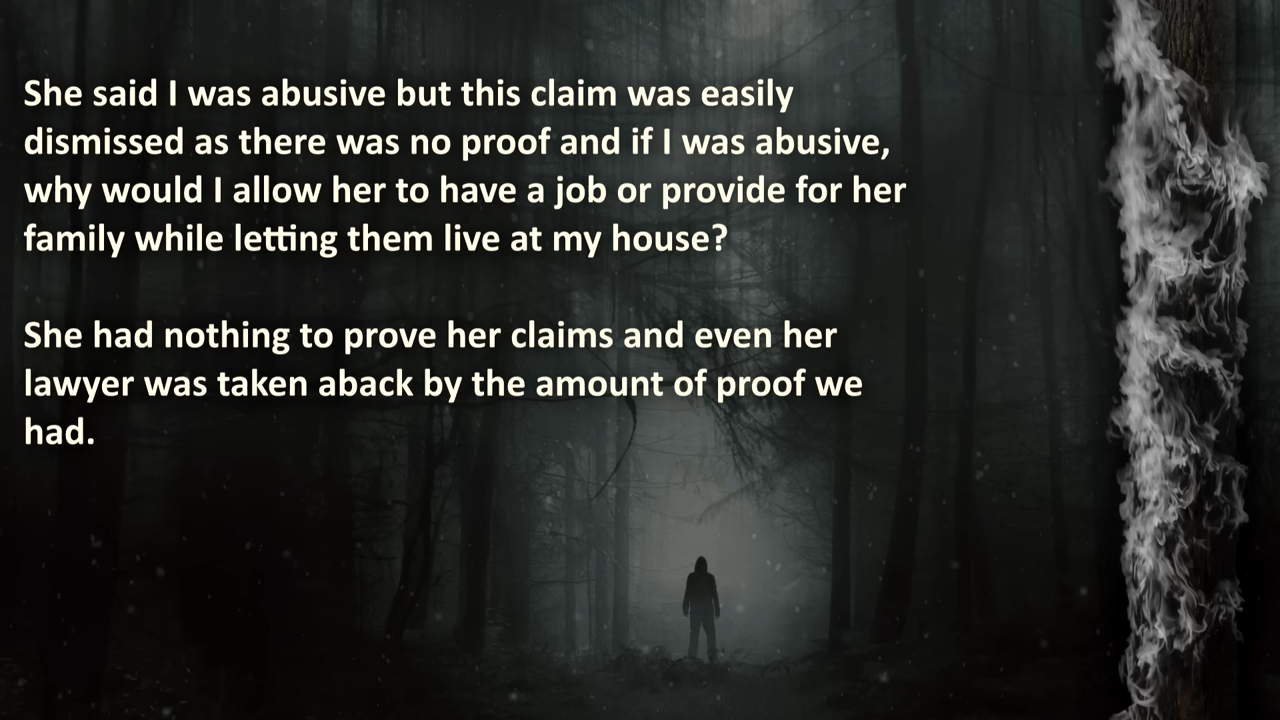 She said I was abusive but this claim was easily
dismissed as there was no proof and if I was abusive,
why would I allow her to have a job or provide for her
family while letting them live at my house?
She had nothing to prove her claims and even her
lawyer was taken aback by the amount of proof we
had.